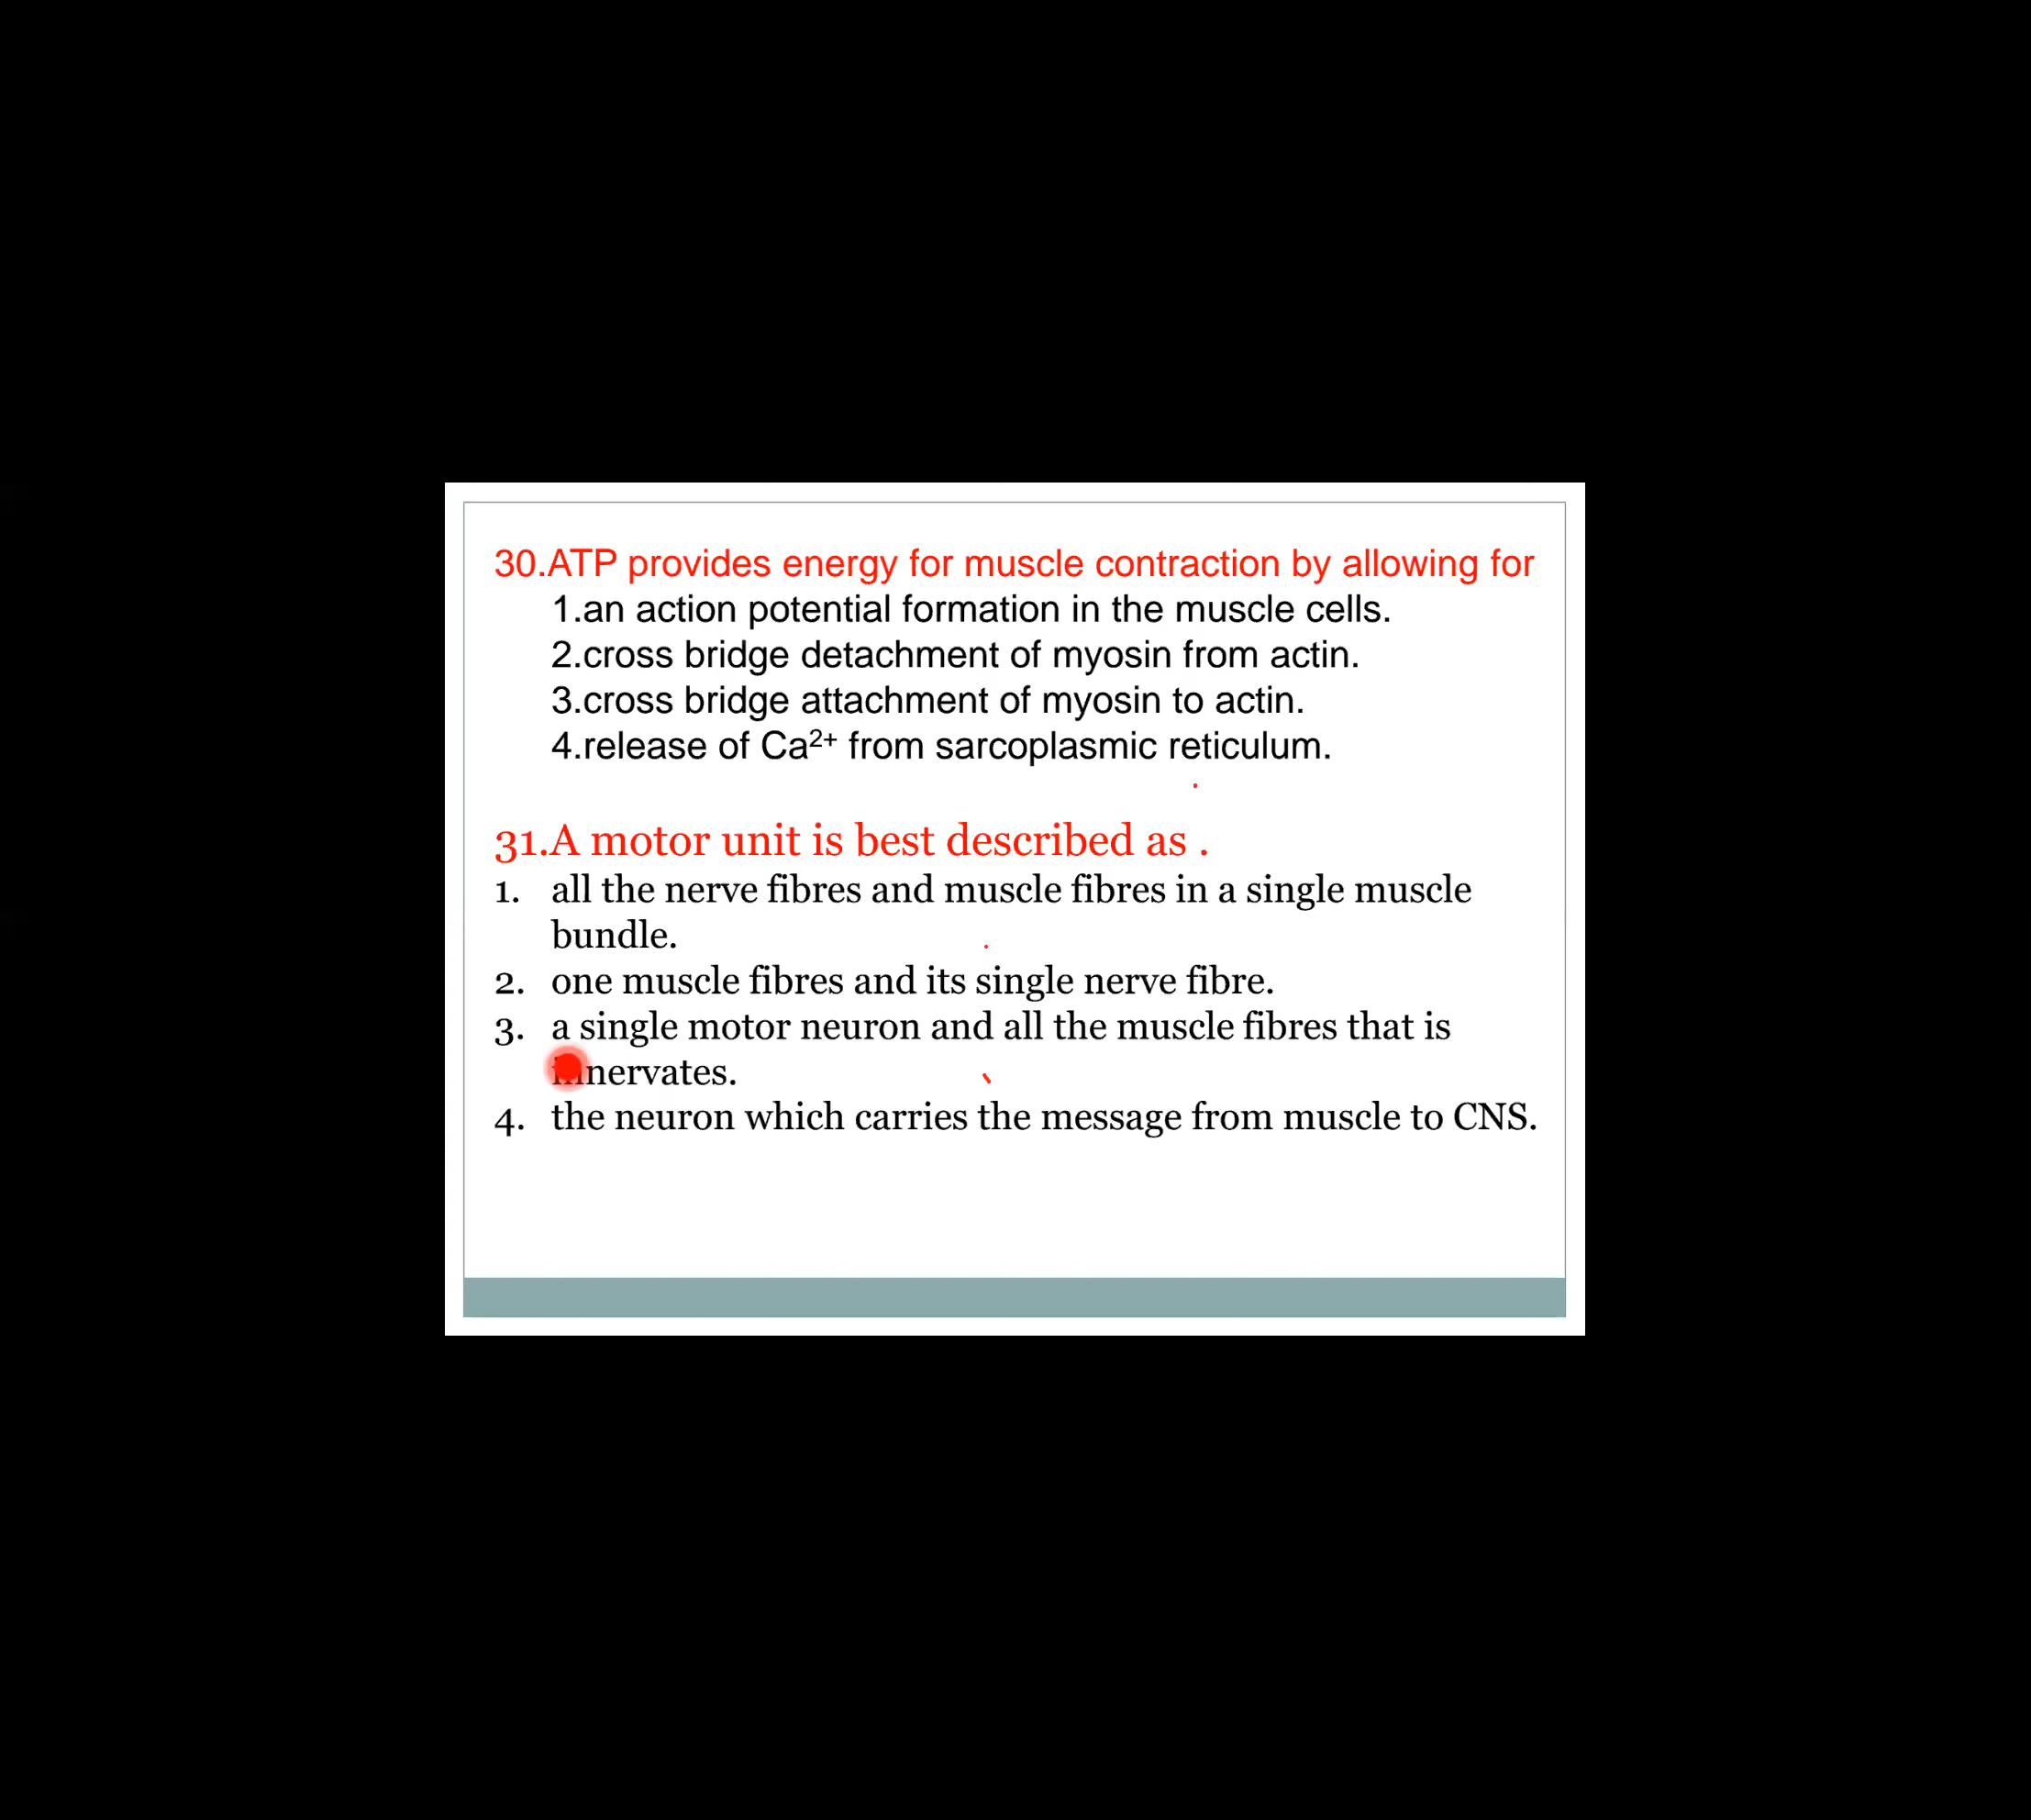 30.ATP provides energy for muscle contraction by allowing for
1.an action potential formation in the muscle cells.
2.cross bridge detachment of myosin from actin.
3.cross bridge attachment of myosin to actin.
4.release of Ca²⁺ from sarcoplasmic reticulum.
31.A motor unit is best described as .
1. all the nerve fibres and muscle fibres in a single muscle
bundle.
2. one muscle fibres and its single nerve fibre.
3. a single motor neuron and all the muscle fibres that is
innervates.
4. the neuron which carries the message from muscle to CNS.